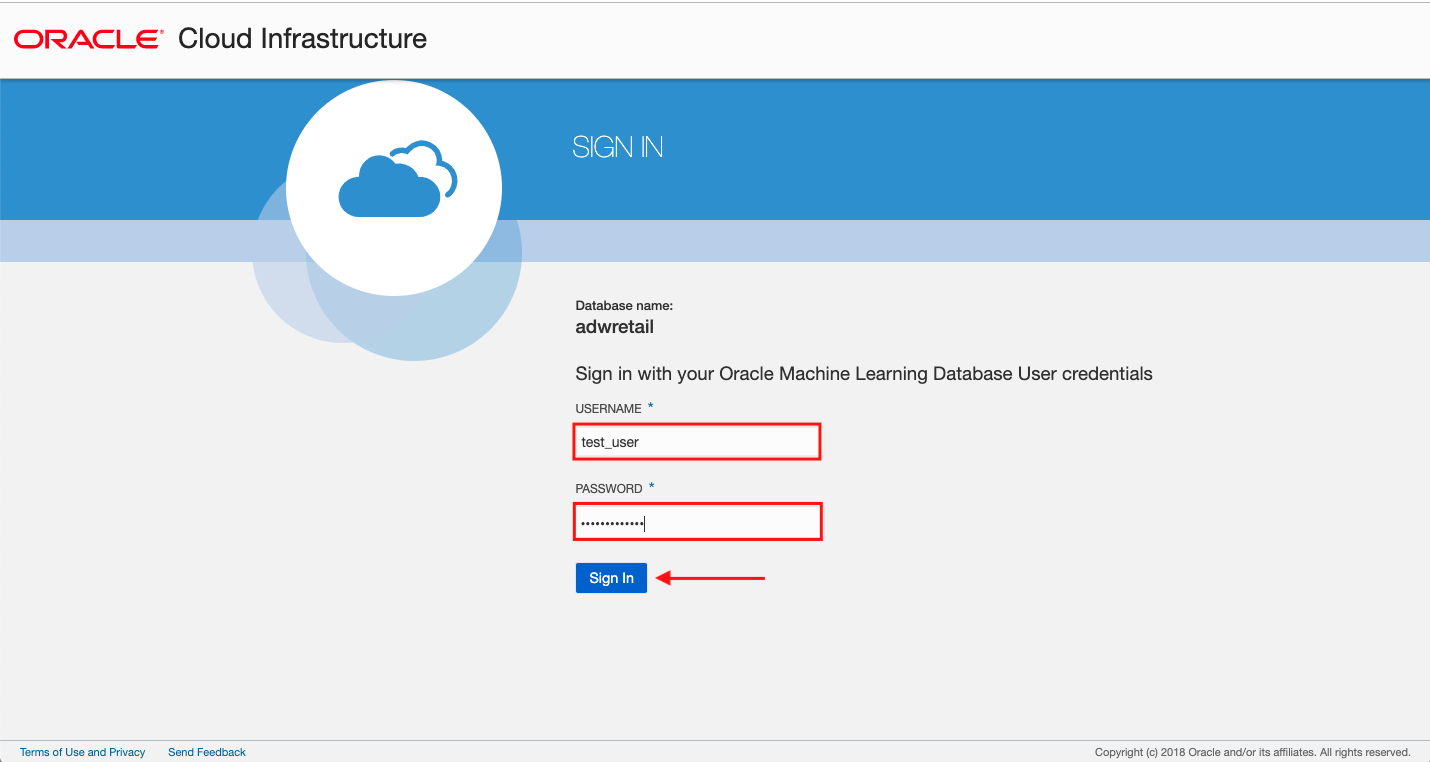 ORACLE® Cloud Infrastructure
SIGN IN
Database name:
adwretail
Sign in with your Oracle Machine Learning Database User credentials
USERNAME *
test_user
PASSWORD *
•••••••••••••
Sign In
Terms of Use and Privacy Send Feedback Copyright (c) 2018 Oracle and/or its affiliates. All rights reserved.